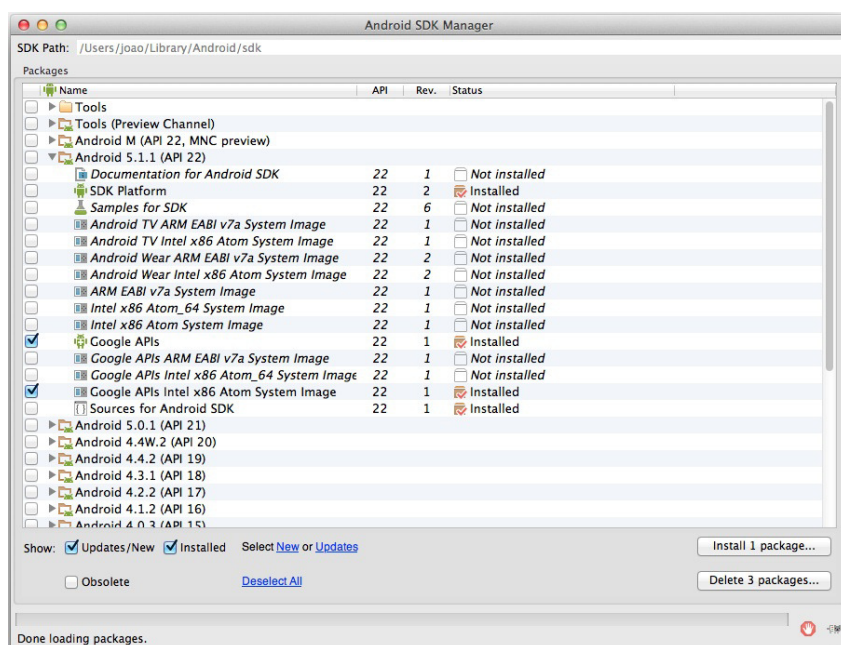 Android SDK Manager
SDK Path: /Users/joao/Library/Android/sdk
Packages
Name API Rev. Status
Tools
Tools (Preview Channel)
Android M (API 22, MNC preview)
Android 5.1.1 (API 22)
Documentation for Android SDK 22 1 Not installed
SDK Platform 22 2 Installed
Samples for SDK 22 6 Not installed
Android TV ARM EABI v7a System Image 22 1 Not installed
Android TV Intel x86 Atom System Image 22 1 Not installed
Android Wear ARM EABI v7a System Image 22 2 Not installed
Android Wear Intel x86 Atom System Image 22 2 Not installed
ARM EABI v7a System Image 22 1 Not installed
Intel x86 Atom_64 System Image 22 1 Not installed
Intel x86 Atom System Image 22 1 Not installed
Google APIs 22 1 Installed
Google APIs ARM EABI v7a System Image 22 1 Not installed
Google APIs Intel x86 Atom_64 System Image 22 1 Not installed
Google APIs Intel x86 Atom System Image 22 1 Installed
Sources for Android SDK 22 1 Installed
Android 5.0.1 (API 21)
Android 4.4W.2 (API 20)
Android 4.4.2 (API 19)
Android 4.3.1 (API 18)
Android 4.2.2 (API 17)
Android 4.1.2 (API 16)
Android 4.0.3 (API 15)
Show: Updates/New Installed Select New or Updates Install 1 package...
Obsolete Deselect All Delete 3 packages...
Done loading packages.